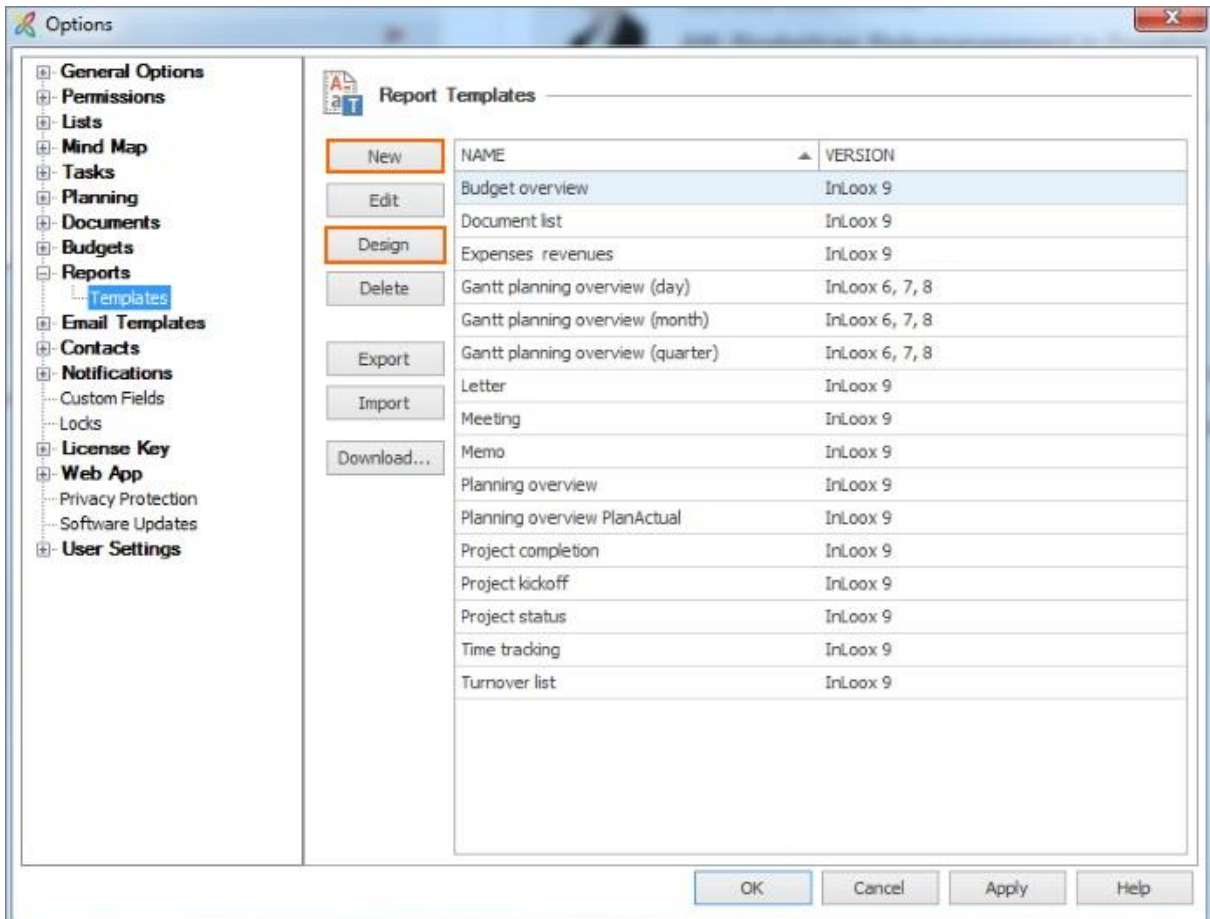 Options
General Options
Permissions
Lists
Mind Map
Tasks
Planning
Documents
Budgets
Reports
Templates
Email Templates
Contacts
Notifications
Custom Fields
Locks
License Key
Web App
Privacy Protection
Software Updates
User Settings
Report Templates
New
Edit
Design
Delete
Export
Import
Download...
NAME VERSION
Budget overview InLoox 9
Document list InLoox 9
Expenses revenues InLoox 9
Gantt planning overview (day) InLoox 6, 7, 8
Gantt planning overview (month) InLoox 6, 7, 8
Gantt planning overview (quarter) InLoox 6, 7, 8
Letter InLoox 9
Meeting InLoox 9
Memo InLoox 9
Planning overview InLoox 9
Planning overview PlanActual InLoox 9
Project completion InLoox 9
Project kickoff InLoox 9
Project status InLoox 9
Time tracking InLoox 9
Turnover list InLoox 9
OK Cancel Apply Help